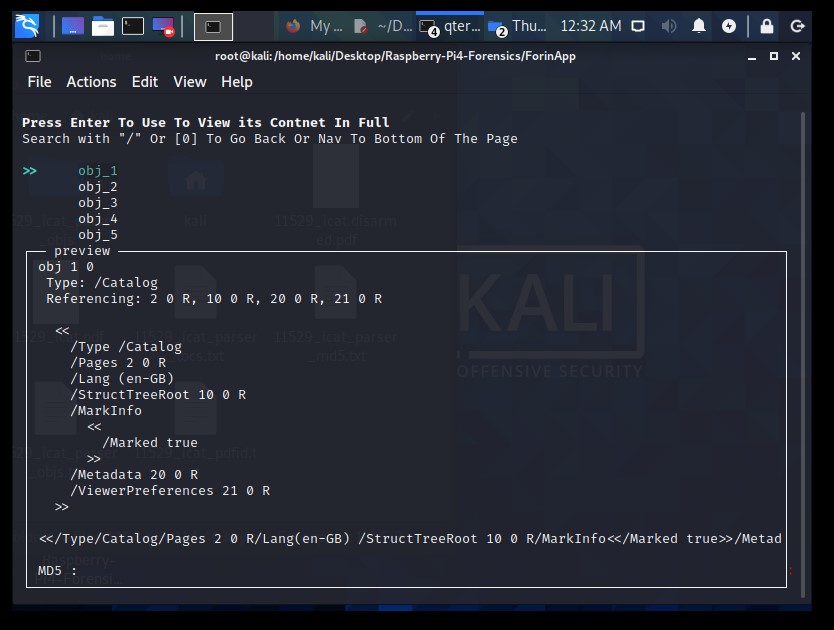 My ...
~/D...
4
qter...
2
Thu...
12:32 AM
root@kali: /home/kali/Desktop/Raspberry-Pi4-Forensics/ForinApp
File Actions Edit View Help
Press Enter To Use To View its Contnet In Full
Search with "/" Or [0] To Go Back Or Nav To Bottom Of The Page
>> obj_1
obj_2
obj_3
obj_4
obj_5
preview
obj 1 0
Type: /Catalog
Referencing: 2 0 R, 10 0 R, 20 0 R, 21 0 R
<<
/Type /Catalog
/Pages 2 0 R
/Lang (en-GB)
/StructTreeRoot 10 0 R
/MarkInfo
<<
/Marked true
>>
/Metadata 20 0 R
/ViewerPreferences 21 0 R
>>
<</Type/Catalog/Pages 2 0 R/Lang(en-GB) /StructTreeRoot 10 0 R/MarkInfo<</Marked true>>/Metad
MD5 :
KALI
OFFENSIVE SECURITY